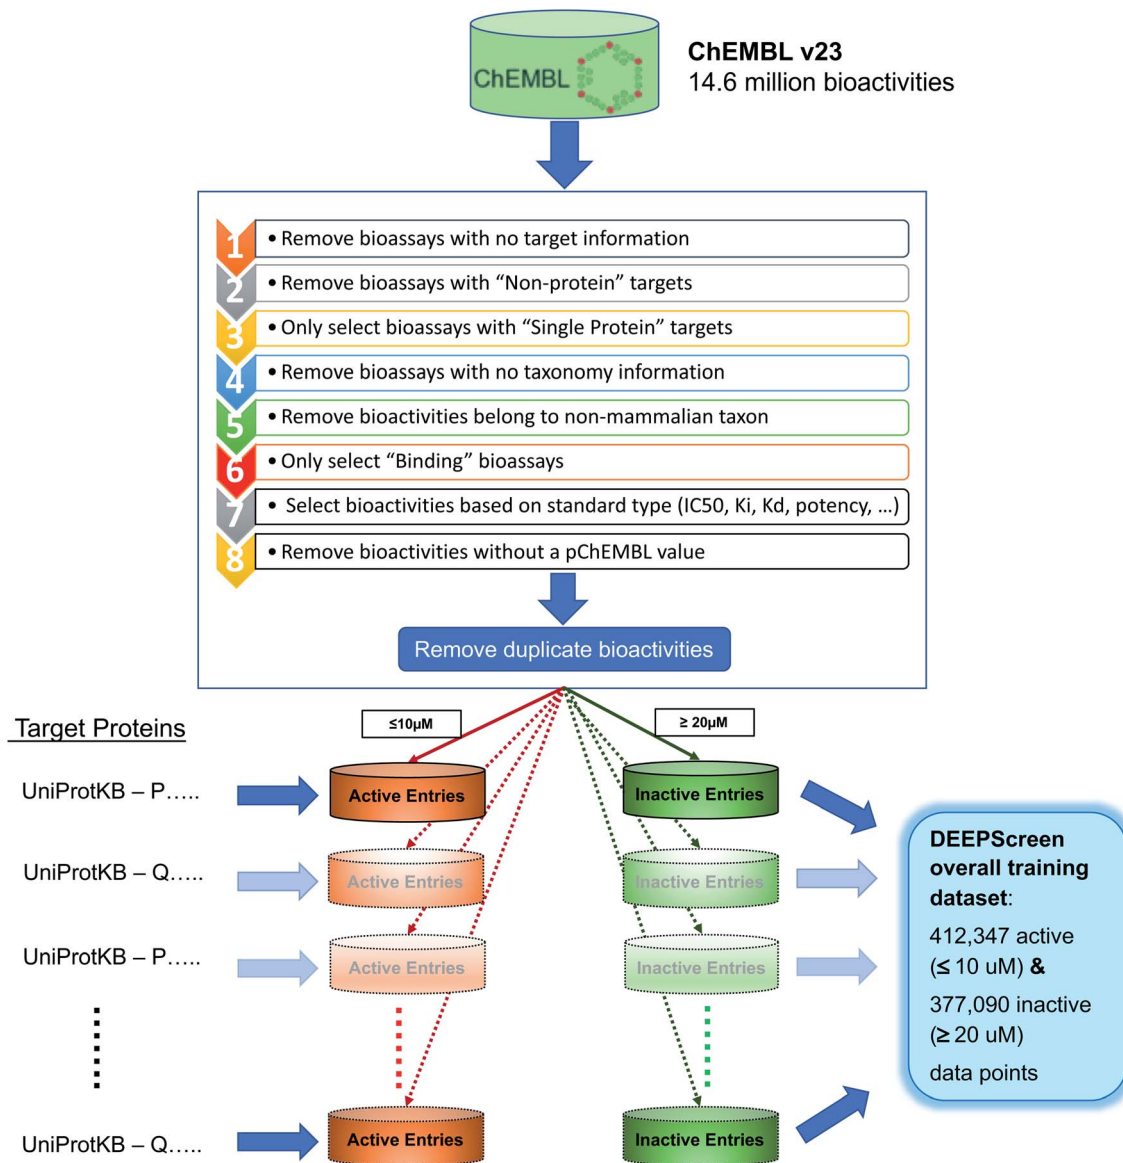 ChEMBL
ChEMBL v23
14.6 million bioactivities
1
• Remove bioassays with no target information
2
• Remove bioassays with “Non-protein” targets
3
• Only select bioassays with “Single Protein” targets
4
• Remove bioassays with no taxonomy information
5
• Remove bioactivities belong to non-mammalian taxon
6
• Only select “Binding” bioassays
7
• Select bioactivities based on standard type (IC50, Ki, Kd, potency, ...)
8
• Remove bioactivities without a pChEMBL value
Remove duplicate bioactivities
≤10µM
≥ 20µM
Target Proteins
UniProtKB – P.....
Active Entries
Inactive Entries
UniProtKB – Q.....
Active Entries
Inactive Entries
UniProtKB – P.....
Active Entries
Inactive Entries
UniProtKB – Q.....
Active Entries
Inactive Entries
DEEPScreen
overall training
dataset:
412,347 active
(≤ 10 uM) &
377,090 inactive
(≥ 20 uM)
data points